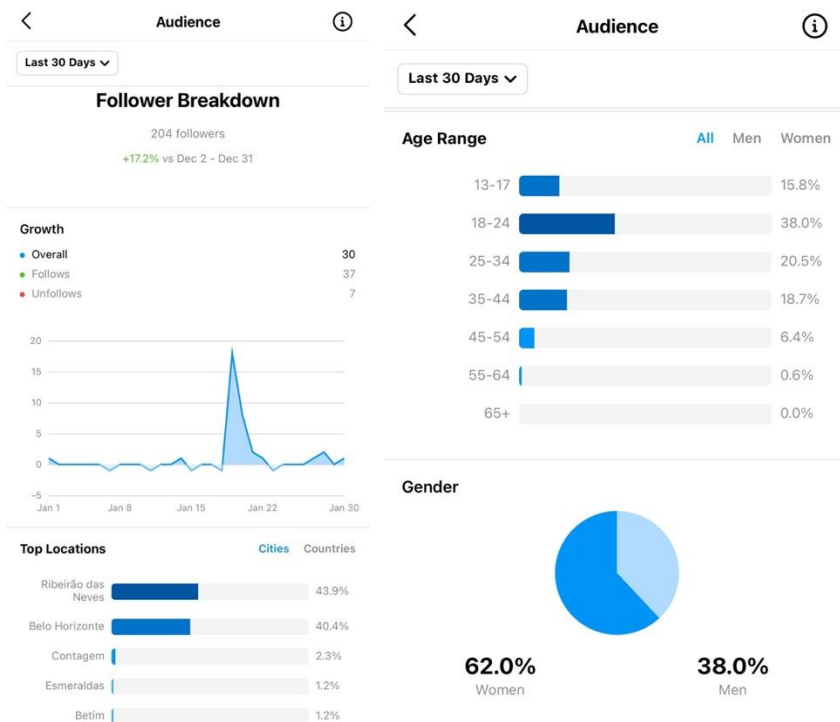 Audience
Last 30 Days
Follower Breakdown
204 followers
+17.2% vs Dec 2 - Dec 31
Growth
Overall 30
Follows 37
Unfollows 7
20
15
10
5
0
-5
Jan 1 Jan 8 Jan 15 Jan 22 Jan 30
Top Locations Cities Countries
Ribeirão das
Neves 43.9%
Belo Horizonte 40.4%
Contagem 2.3%
Esmeraldas 1.2%
Betim 1.2%
Audience
Last 30 Days
Age Range All Men Women
13-17 15.8%
18-24 38.0%
25-34 20.5%
35-44 18.7%
45-54 6.4%
55-64 0.6%
65+ 0.0%
Gender
62.0% 38.0%
Women Men